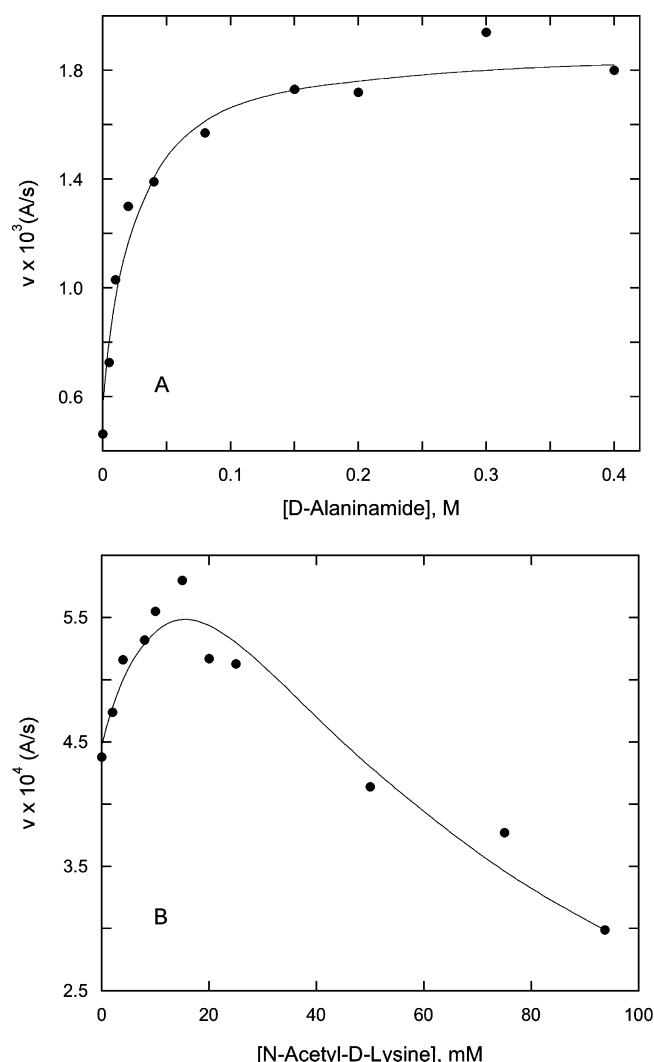 1.8
1.4
1.0
0.6
v x 10³(A/s)
A
0 0.1 0.2 0.3 0.4
[D-Alaninamide], M
5.5
4.5
3.5
2.5
v x 10⁴ (A/s)
B
0 20 40 60 80 100
[N-Acetyl-D-Lysine], mM